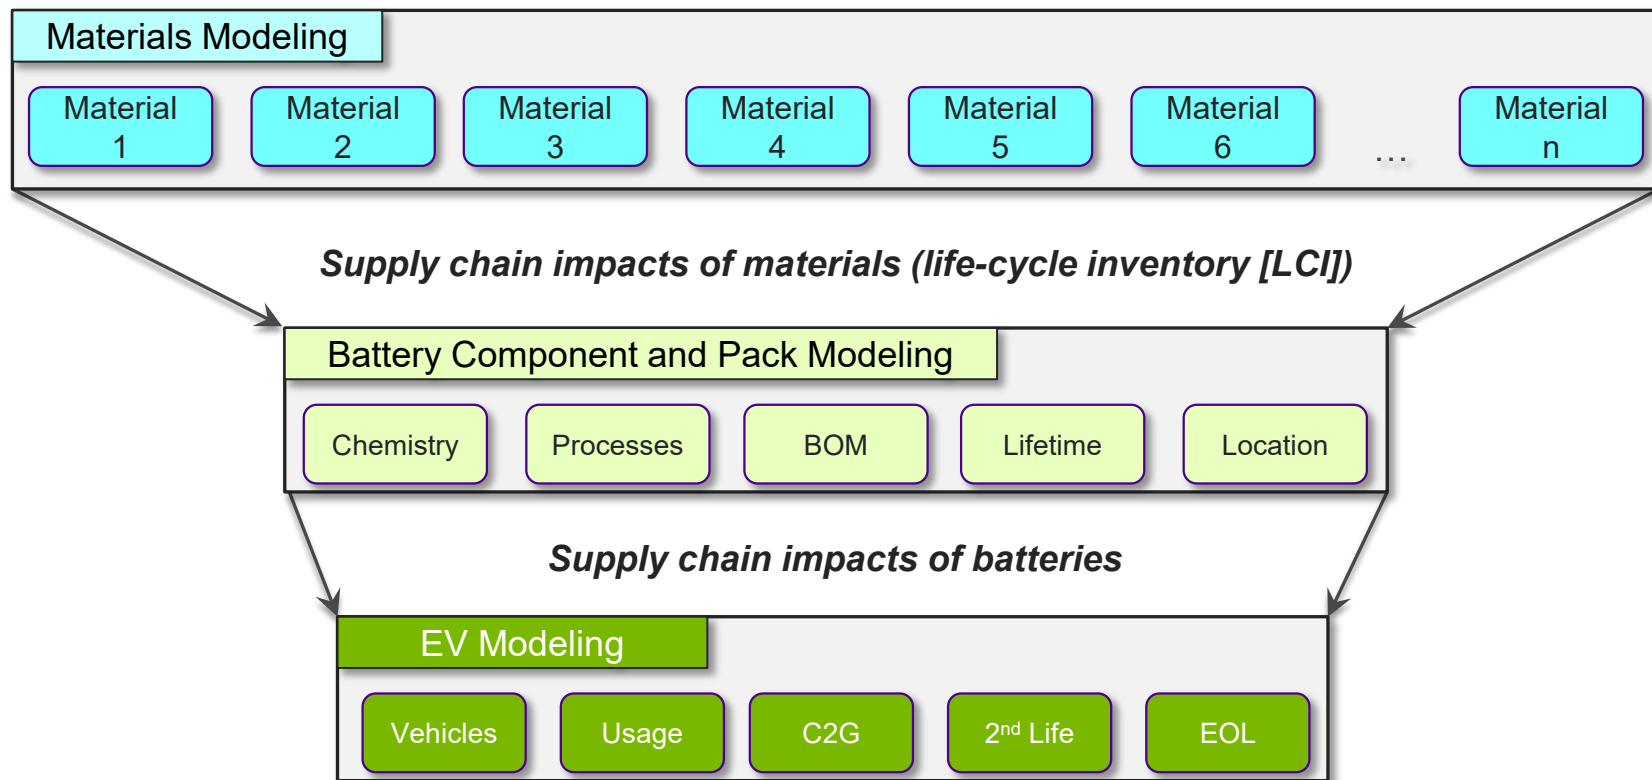 Materials Modeling
Material
1
Material
2
Material
3
Material
4
Material
5
Material
6
...
Material
n
Supply chain impacts of materials (life-cycle inventory [LCI])
Battery Component and Pack Modeling
Chemistry
Processes
BOM
Lifetime
Location
Supply chain impacts of batteries
EV Modeling
Vehicles
Usage
C2G
2nd Life
EOL